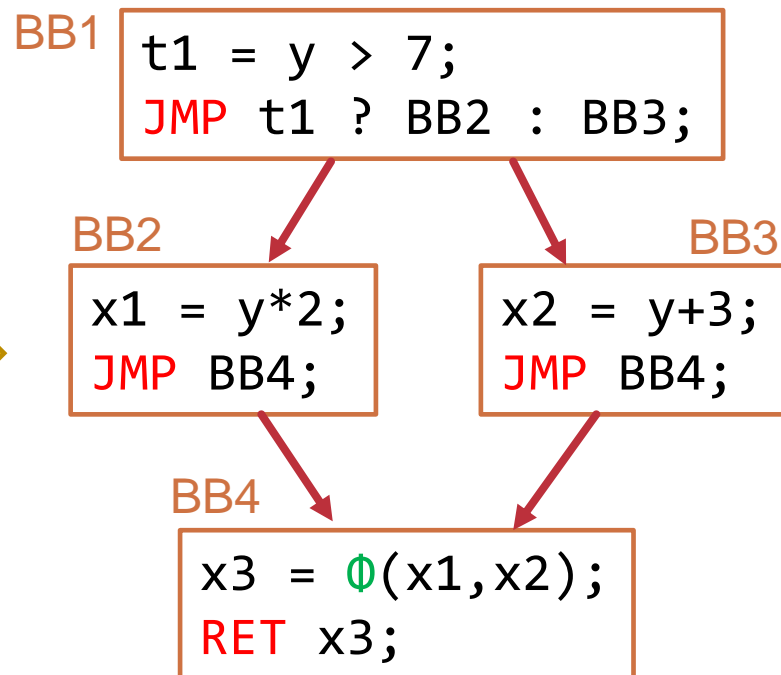 BB1
t1 = y > 7;
JMP t1 ? BB2 : BB3;
BB2
x1 = y*2;
JMP BB4;
BB3
x2 = y+3;
JMP BB4;
BB4
x3 = Φ(x1,x2);
RET x3;